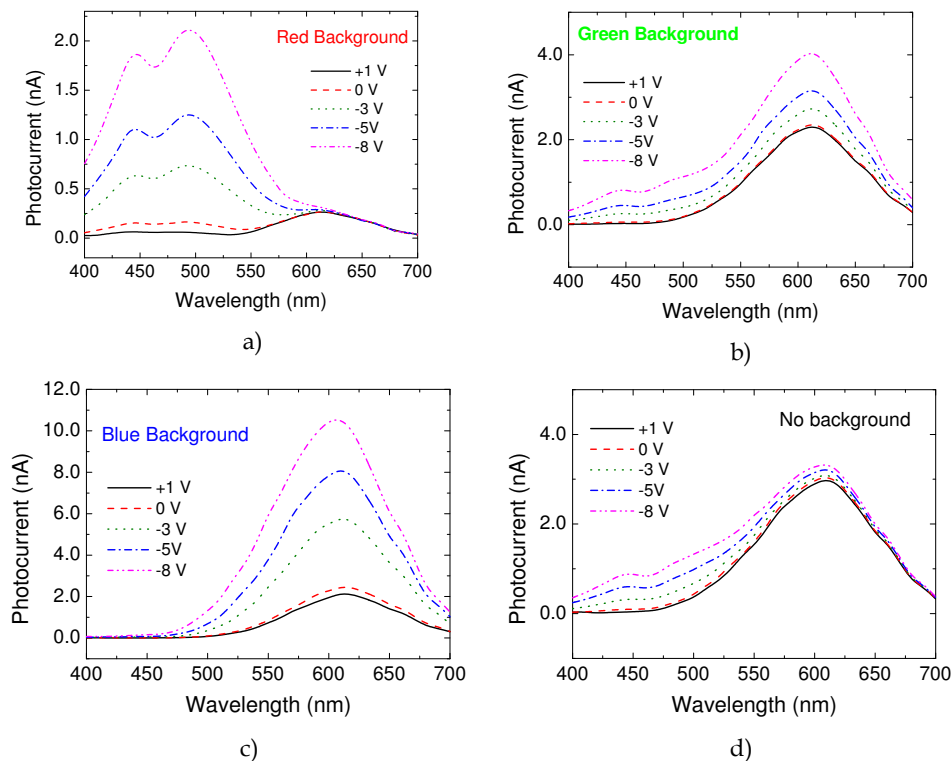 Red Background
+1 V
0 V
-3 V
-5V
-8 V
2.0
1.5
1.0
0.5
0.0
Photocurrent (nA)
400 450 500 550 600 650 700
Wavelength (nm)
a)
Green Background
+1 V
0 V
-3 V
-5V
-8 V
4.0
2.0
0.0
Photocurrent (nA)
400 450 500 550 600 650 700
Wavelength (nm)
b)
Blue Background
+1 V
0 V
-3 V
-5V
-8 V
12.0
10.0
8.0
6.0
4.0
2.0
0.0
Photocurrent (nA)
400 450 500 550 600 650 700
Wavelength (nm)
c)
No background
+1 V
0 V
-3 V
-5V
-8 V
4.0
2.0
0.0
Photocurrent (nA)
400 450 500 550 600 650 700
Wavelength (nm)
d)